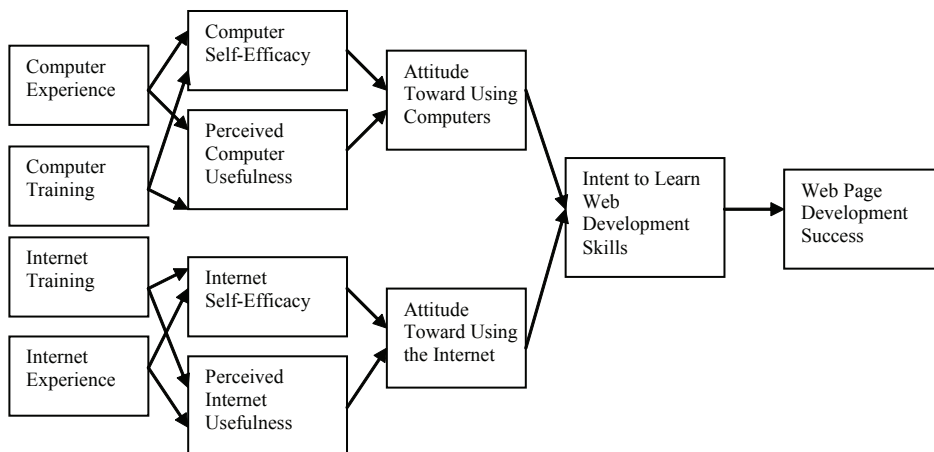 Computer
Experience
Computer
Training
Internet
Training
Internet
Experience
Computer
Self-Efficacy
Perceived
Computer
Usefulness
Internet
Self-Efficacy
Perceived
Internet
Usefulness
Attitude
Toward Using
Computers
Attitude
Toward Using
the Internet
Intent to Learn
Web
Development
Skills
Web Page
Development
Success